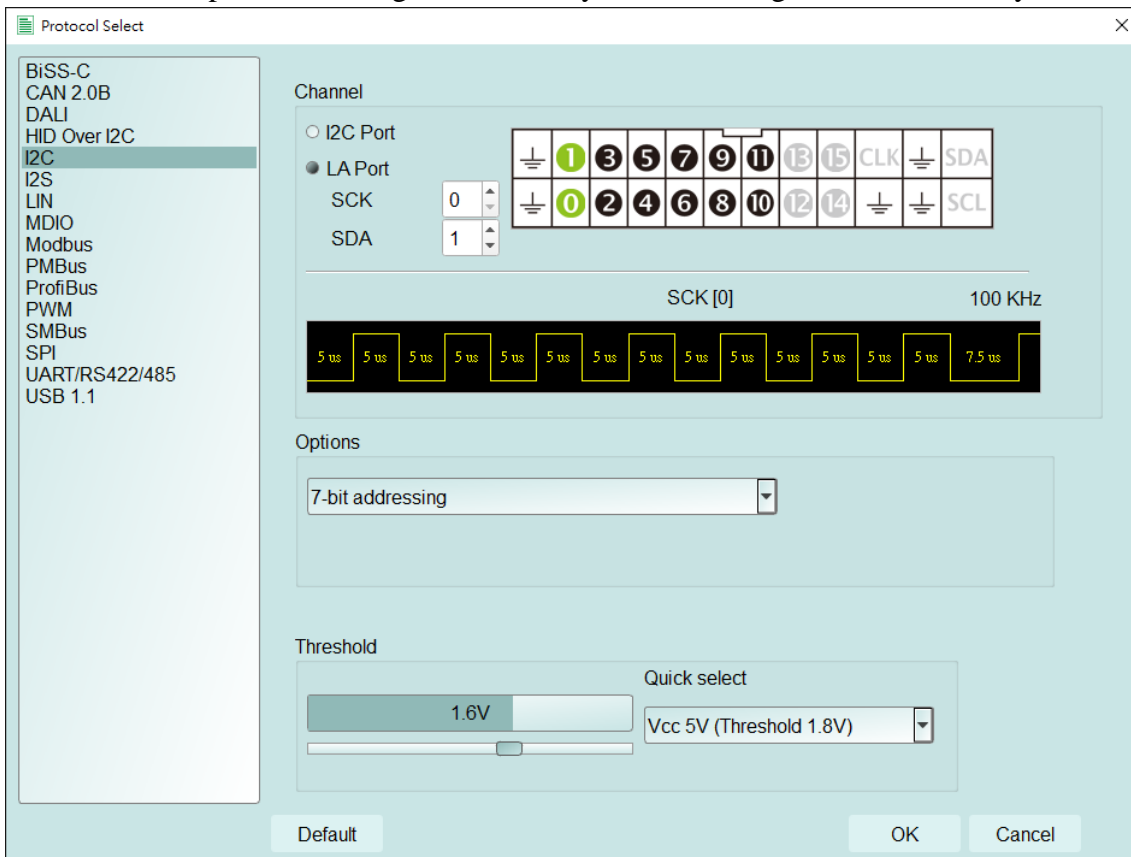 Protocol Select
BiSS-C
CAN 2.0B
DALI
HID Over I2C
I2C
I2S
LIN
MDIO
Modbus
PMBus
ProfiBus
PWM
SMBus
SPI
UART/RS422/485
USB 1.1
Channel
I2C Port
LA Port
SCK 0
SDA 1
1 3 5 7 9 11 13 15 CLK SDA
0 2 4 6 8 10 12 14 SCL
SCK [0] 100 KHz
5 us 5 us 5 us 5 us 5 us 5 us 5 us 5 us 5 us 5 us 5 us 5 us 5 us 5 us 7.5 us
Options
7-bit addressing
Threshold
Quick select
1.6V
Vcc 5V (Threshold 1.8V)
Default OK Cancel